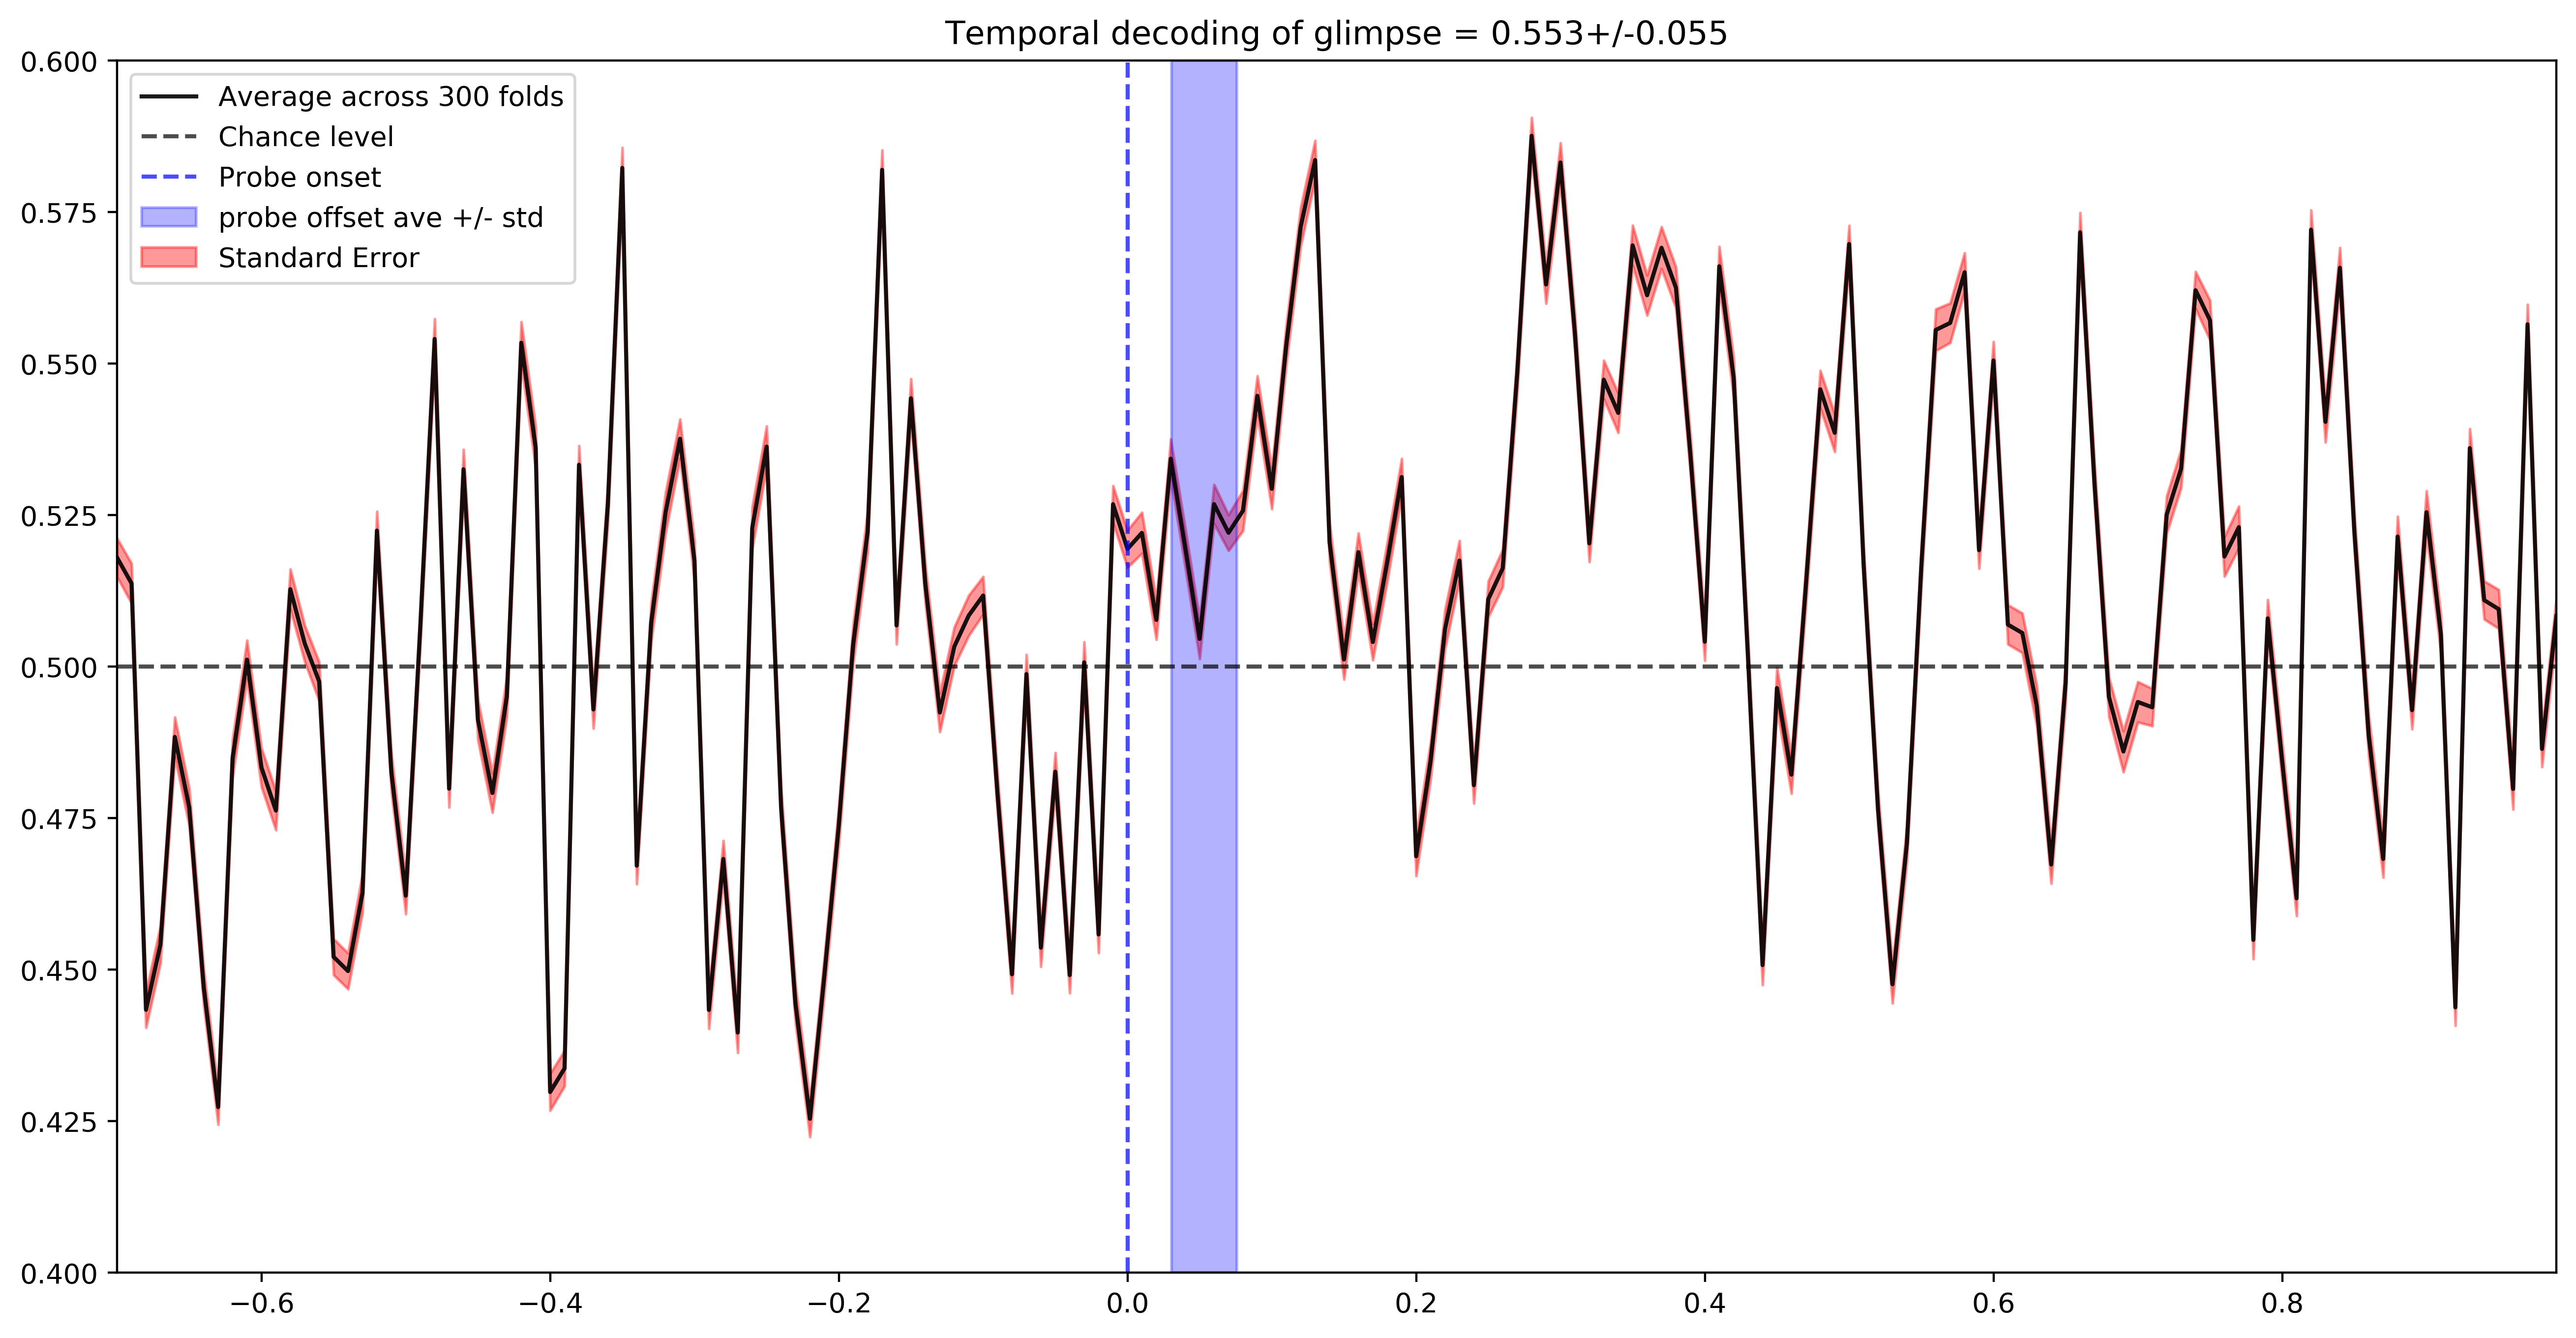 Temporal decoding of glimpse = 0.553+/-0.055
0.600
0.575
0.550
0.525
0.500
0.475
0.450
0.425
0.400
Average across 300 folds
Chance level
Probe onset
probe offset ave +/- std
Standard Error
−0.6 −0.4 −0.2 0.0 0.2 0.4 0.6 0.8